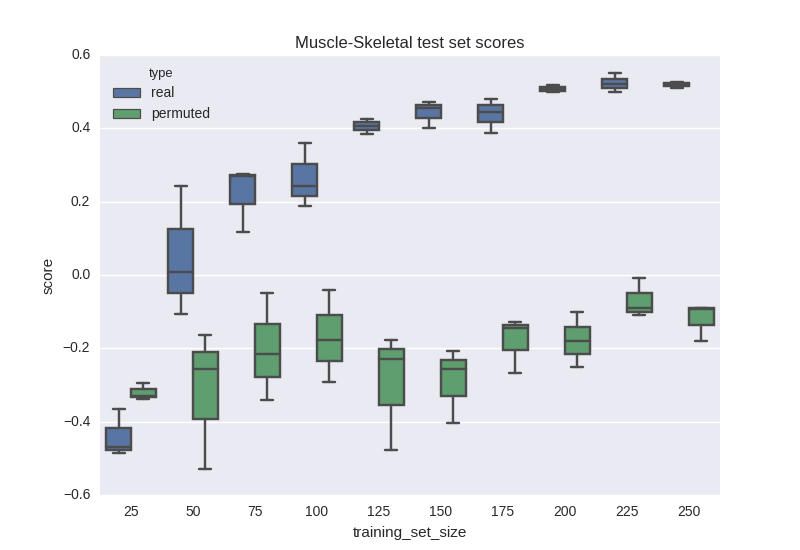 Muscle-Skeletal test set scores
type
real
permuted
0.6
0.4
0.2
0.0
−0.2
−0.4
−0.6
score
25 50 75 100 125 150 175 200 225 250
training_set_size